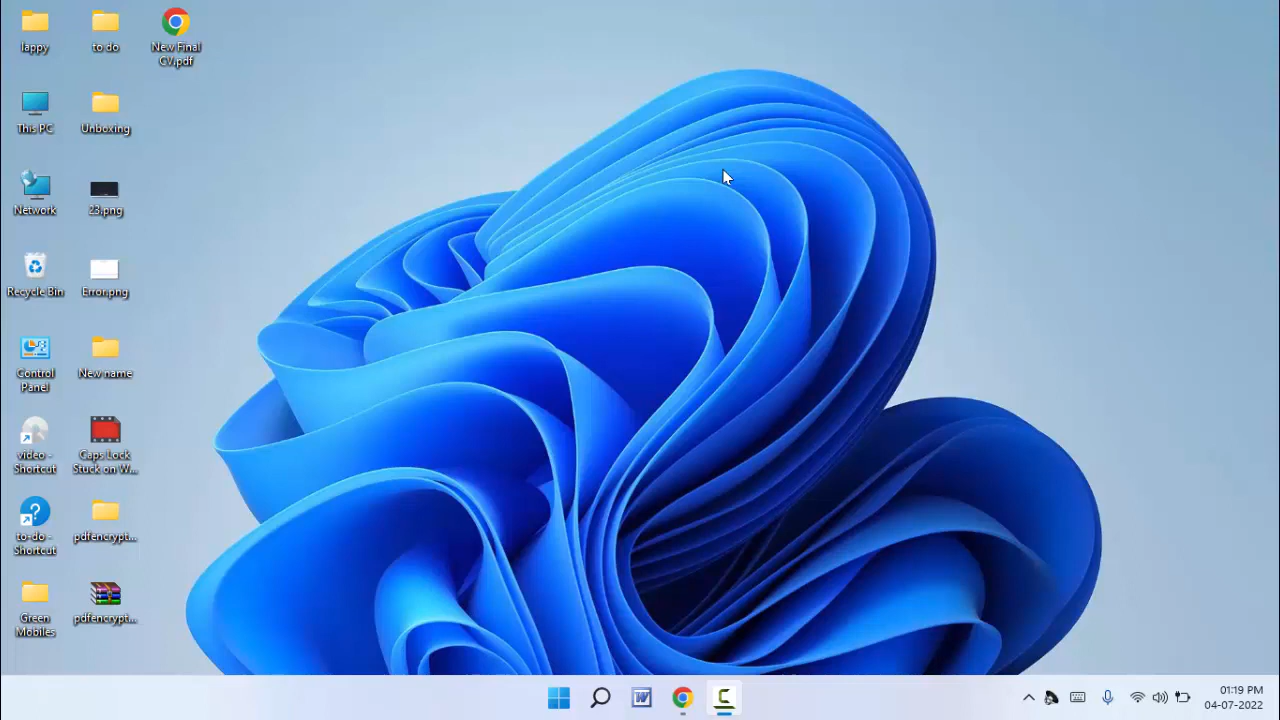 lappy
to do
New Final
CV.pdf
This PC
Unboxing
Network
23.png
Recycle Bin
Error.png
Control
Panel
New name
video -
Shortcut
Caps Lock
Stuck on W...
to-do -
Shortcut
pdfencrypt...
Green
Mobiles
pdfencrypt...
W
C
01:19 PM
04-07-2022